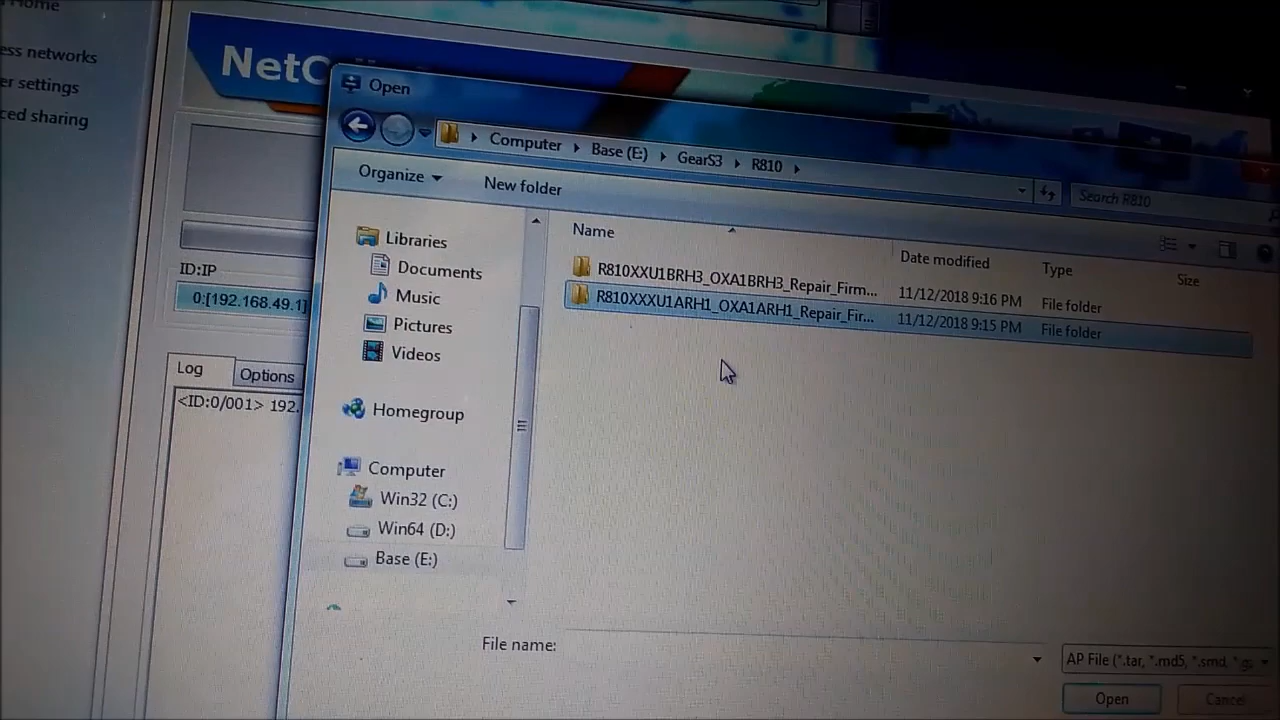 Home
ess networks
er settings
ced sharing
NetO
Open
Computer
Base (E:)
GearS3
R810
Search R810
Organize
New folder
Libraries
Documents
Music
Pictures
Videos
Homegroup
Computer
Win32 (C:)
Win64 (D:)
Base (E:)
Name
Date modified
Type
Size
R810XXU1BRH3_OXA1BRH3_Repair_Firm...
11/12/2018 9:16 PM
File folder
R810XXXU1ARH1_OXA1ARH1_Repair_Fir...
11/12/2018 9:15 PM
File folder
ID:IP
0:[192.168.49.1]
Log
Options
<ID:0/001> 192.
File name:
AP File (*.tar, *.md5, *.smd, *.g
Open
Cancel